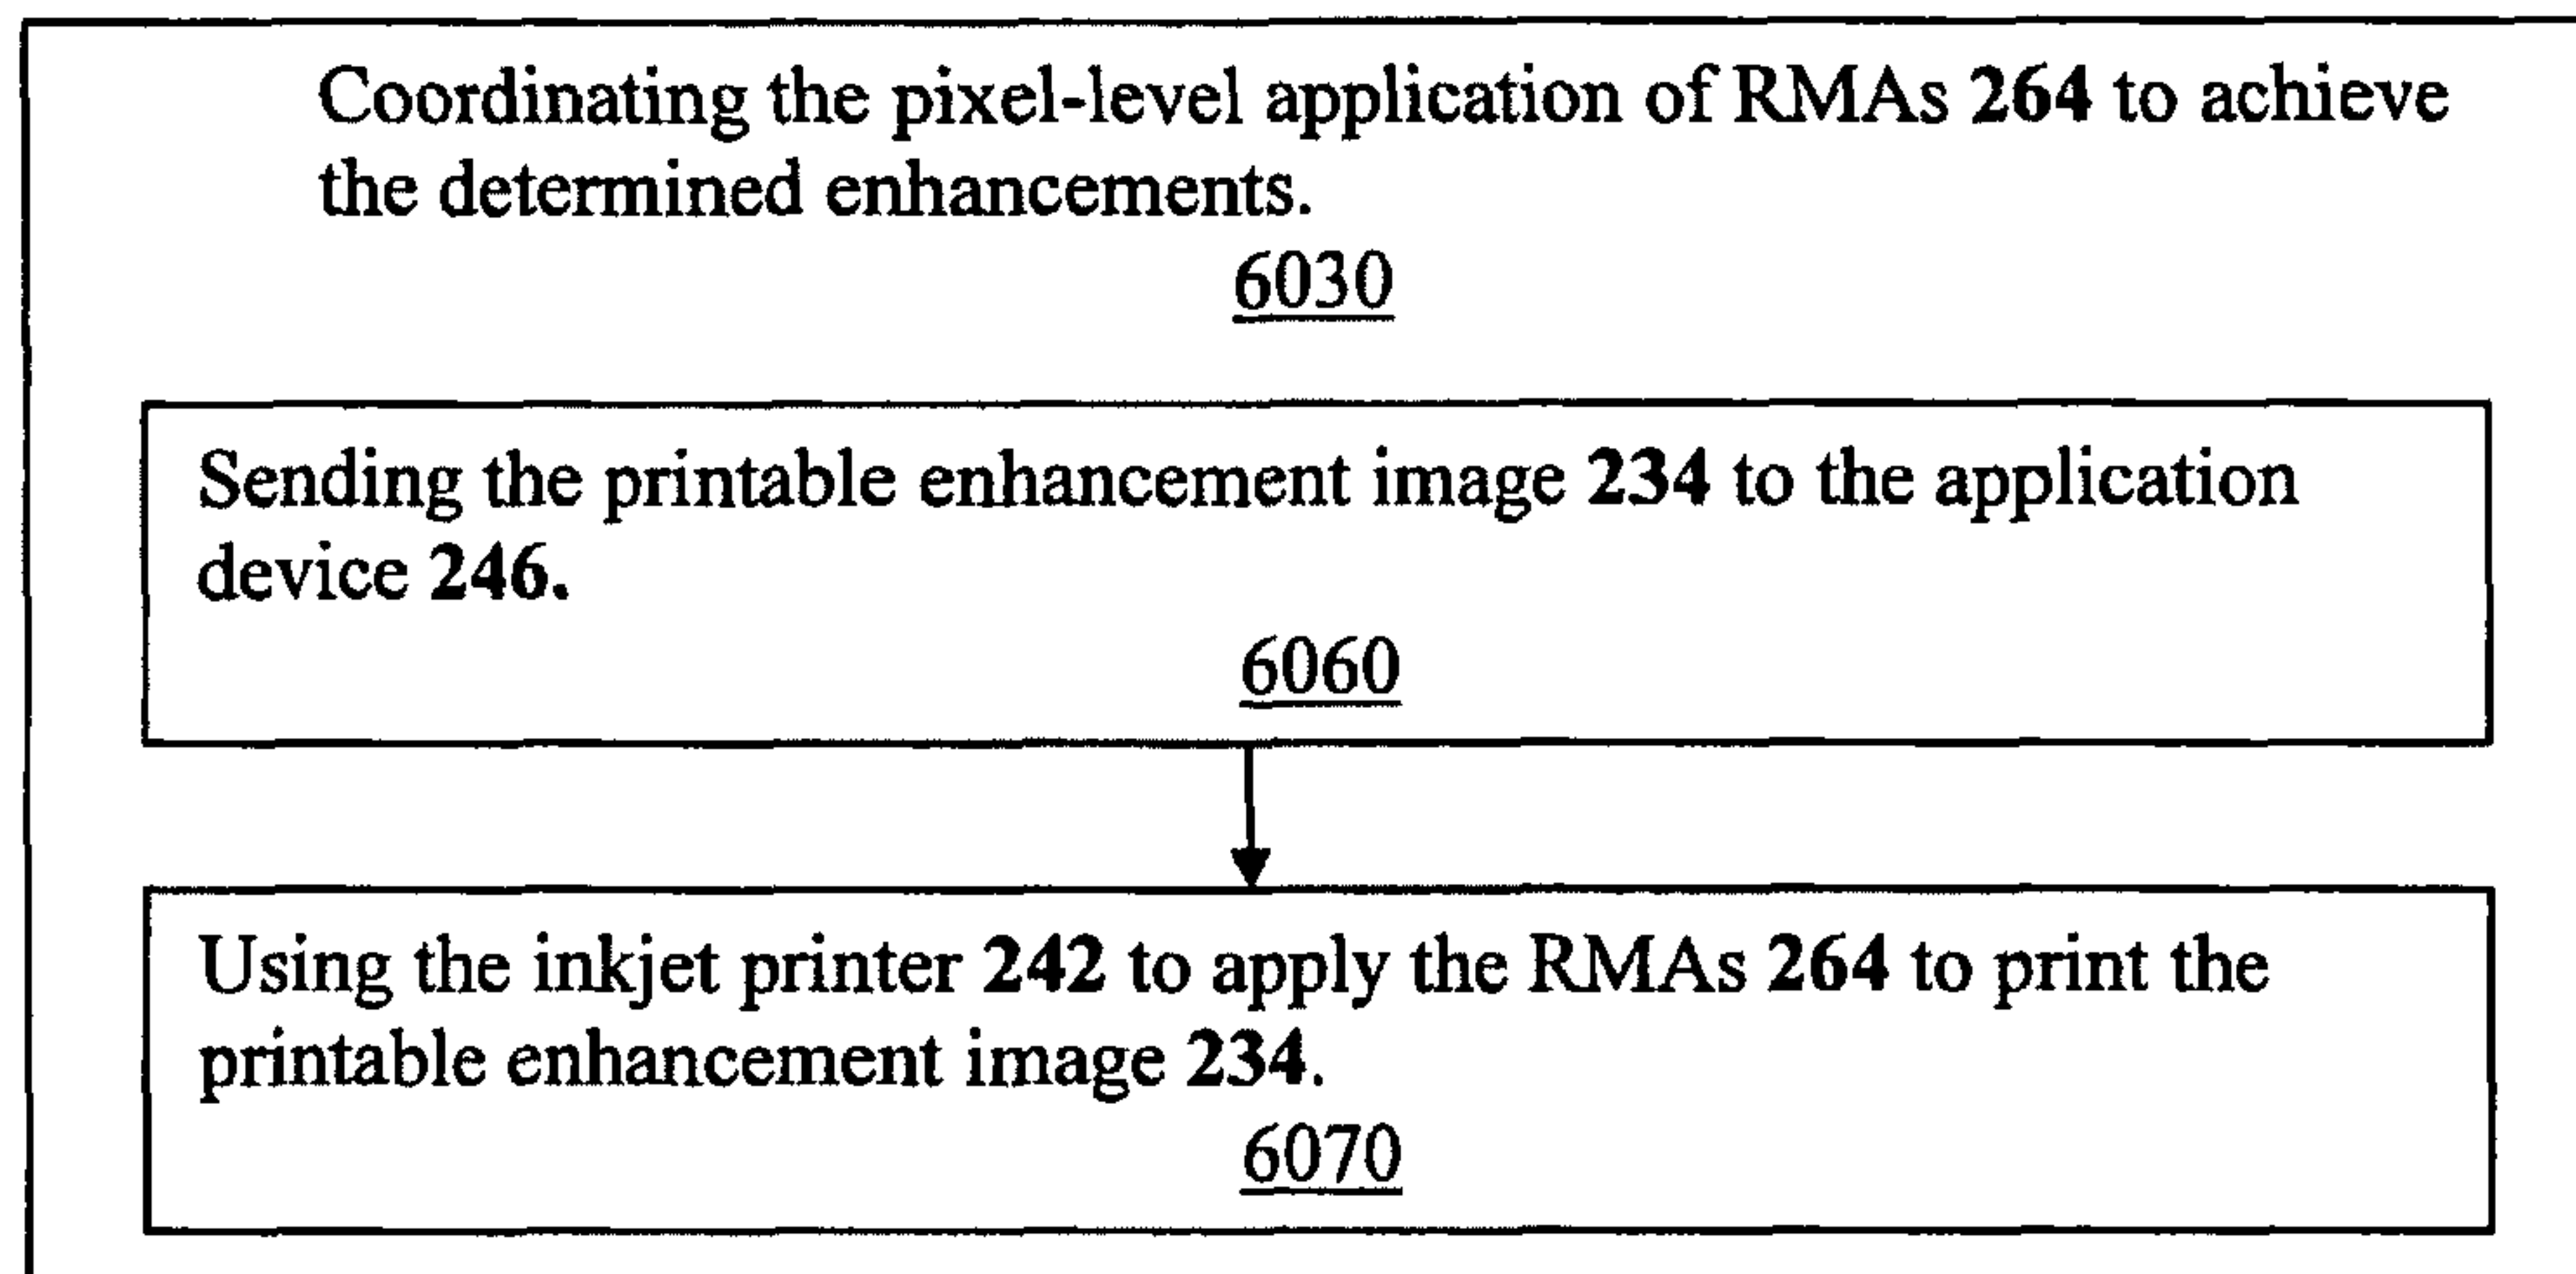 Coordinating the pixel-level application of RMAs 264 to achieve
the determined enhancements.
6030
Sending the printable enhancement image 234 to the application
device 246.
6060
Using the inkjet printer 242 to apply the RMAs 264 to print the
printable enhancement image 234.
6070